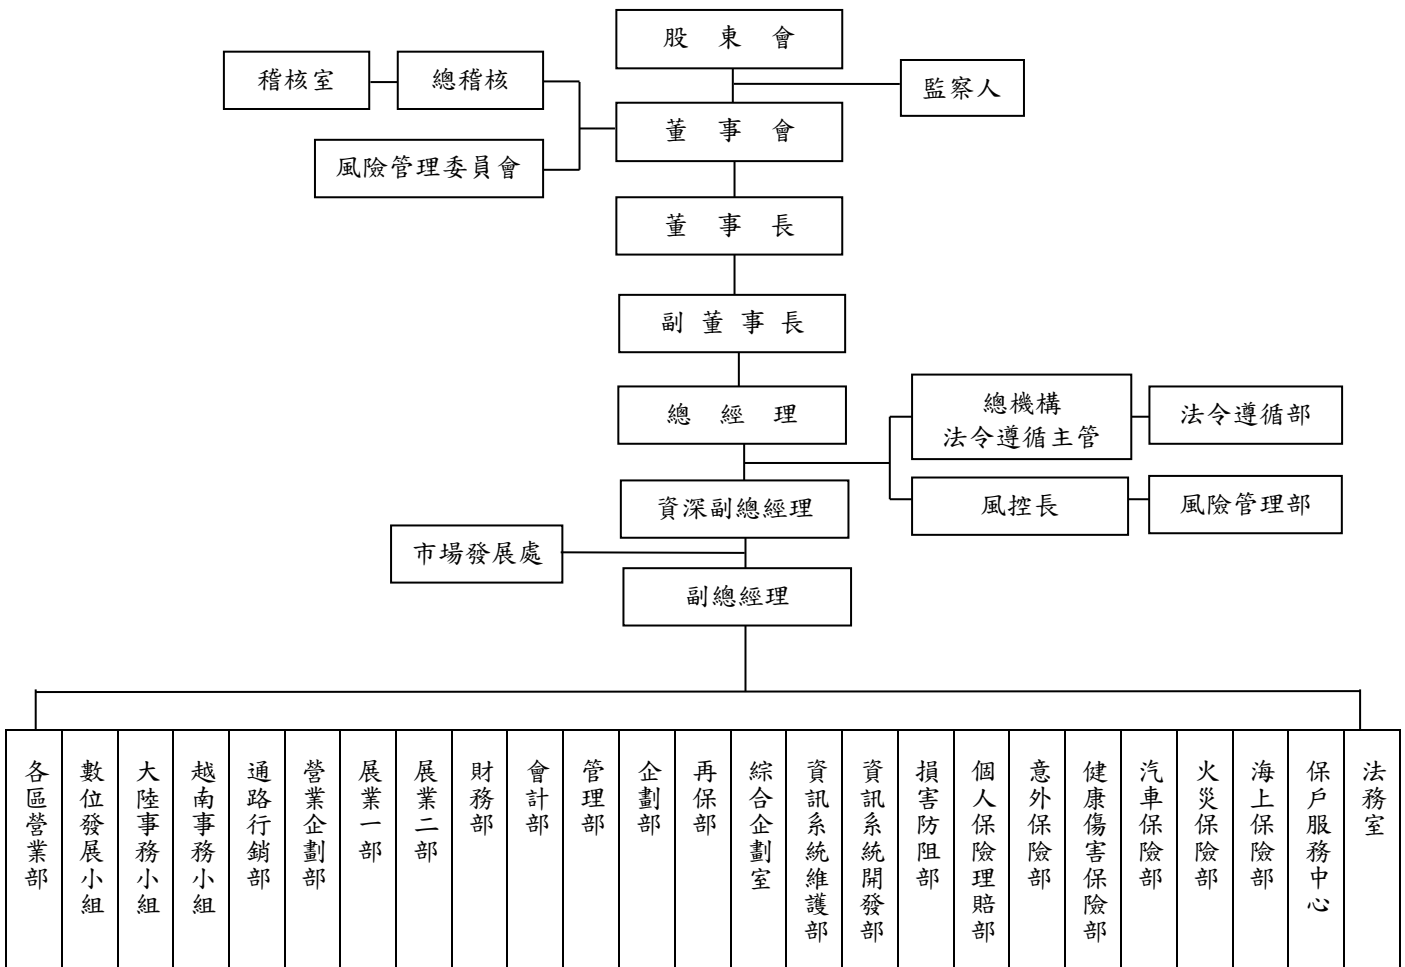 股東會
稽核室
總稽核
監察人
董事會
風險管理委員會
董事長
副董事長
總經理
總機構
法令遵循主管
法令遵循部
資深副總經理
風控長
風險管理部
市場發展處
副總經理
各區營業部
數位發展小組
大陸事務小組
越南事務小組
通路行銷部
營業企劃部
展業一部
展業二部
財務部
會計部
管理部
企劃部
再保部
綜合企劃室
資訊系統維護部
資訊系統開發部
損害防阻部
個人保險理賠部
意外保險部
健康傷害保險部
汽車保險部
火災保險部
海上保險部
保戶服務中心
法務室